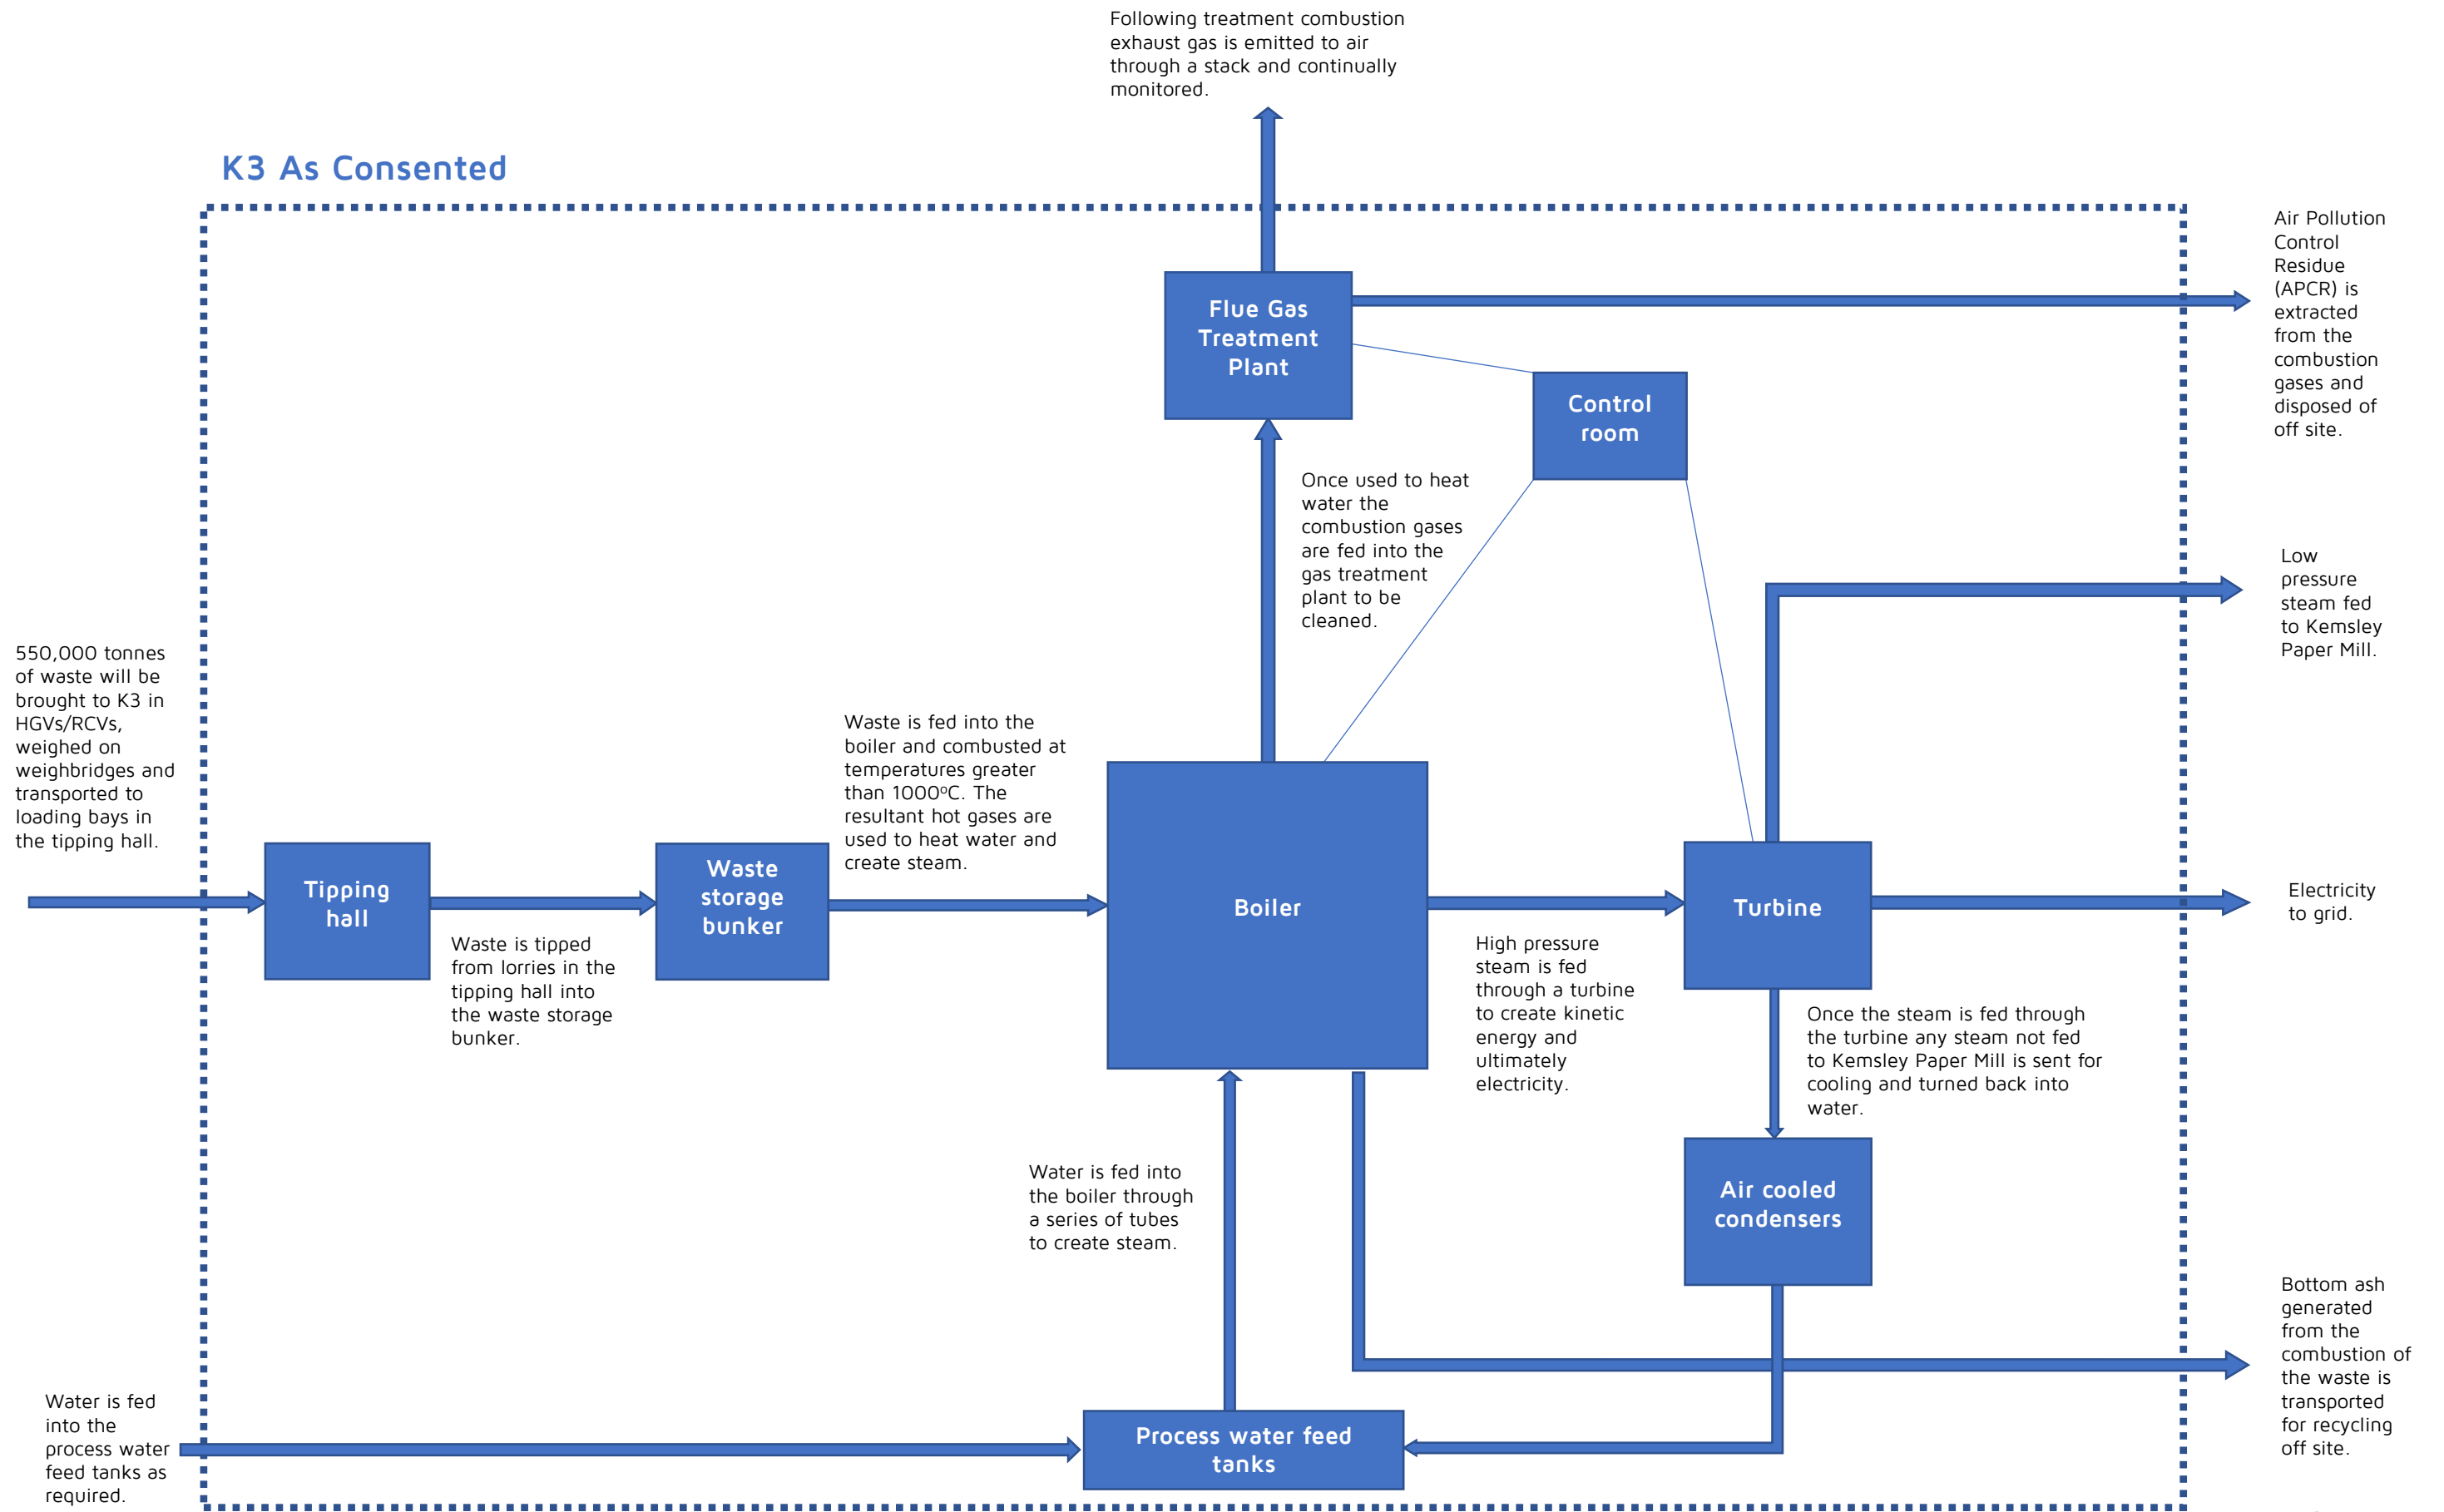 Following treatment combustion
exhaust gas is emitted to air
through a stack and continually
monitored.
K3 As Consented
Air Pollution
Control
Residue
(APCR) is
extracted
from the
combustion
gases and
disposed of
off site.
Flue Gas
Treatment
Plant
Control
room
Once used to heat
water the
combustion gases
are fed into the
gas treatment
plant to be
cleaned.
Low
pressure
steam fed
to Kemsley
Paper Mill.
550,000 tonnes
of waste will be
brought to K3 in
HGVs/RCVs,
weighed on
weighbridges and
transported to
loading bays in
the tipping hall.
Waste is fed into the
boiler and combusted at
temperatures greater
than 1000ºC. The
resultant hot gases are
used to heat water and
create steam.
Tipping
hall
Waste
storage
bunker
Boiler
Turbine
Electricity
to grid.
Waste is tipped
from lorries in the
tipping hall into
the waste storage
bunker.
High pressure
steam is fed
through a turbine
to create kinetic
energy and
ultimately
electricity.
Once the steam is fed through
the turbine any steam not fed
to Kemsley Paper Mill is sent for
cooling and turned back into
water.
Water is fed into
the boiler through
a series of tubes
to create steam.
Air cooled
condensers
Bottom ash
generated
from the
combustion of
the waste is
transported
for recycling
off site.
Water is fed
into the
process water
feed tanks as
required.
Process water feed
tanks